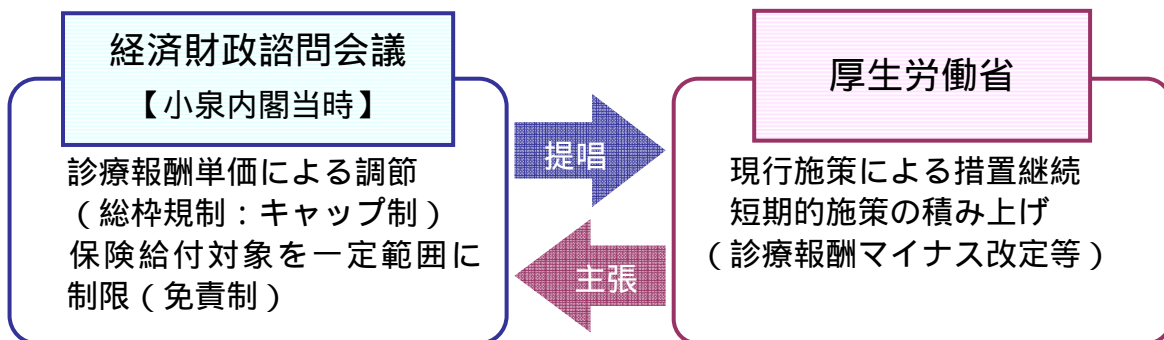 経済財政諮問会議
【小泉内閣当時】
診療報酬単価による調節
（総枠規制：キャップ制）
保険給付対象を一定範囲に
制限（免責制）
提唱
主張
厚生労働省
現行施策による措置継続
短期的施策の積み上げ
（診療報酬マイナス改定等）